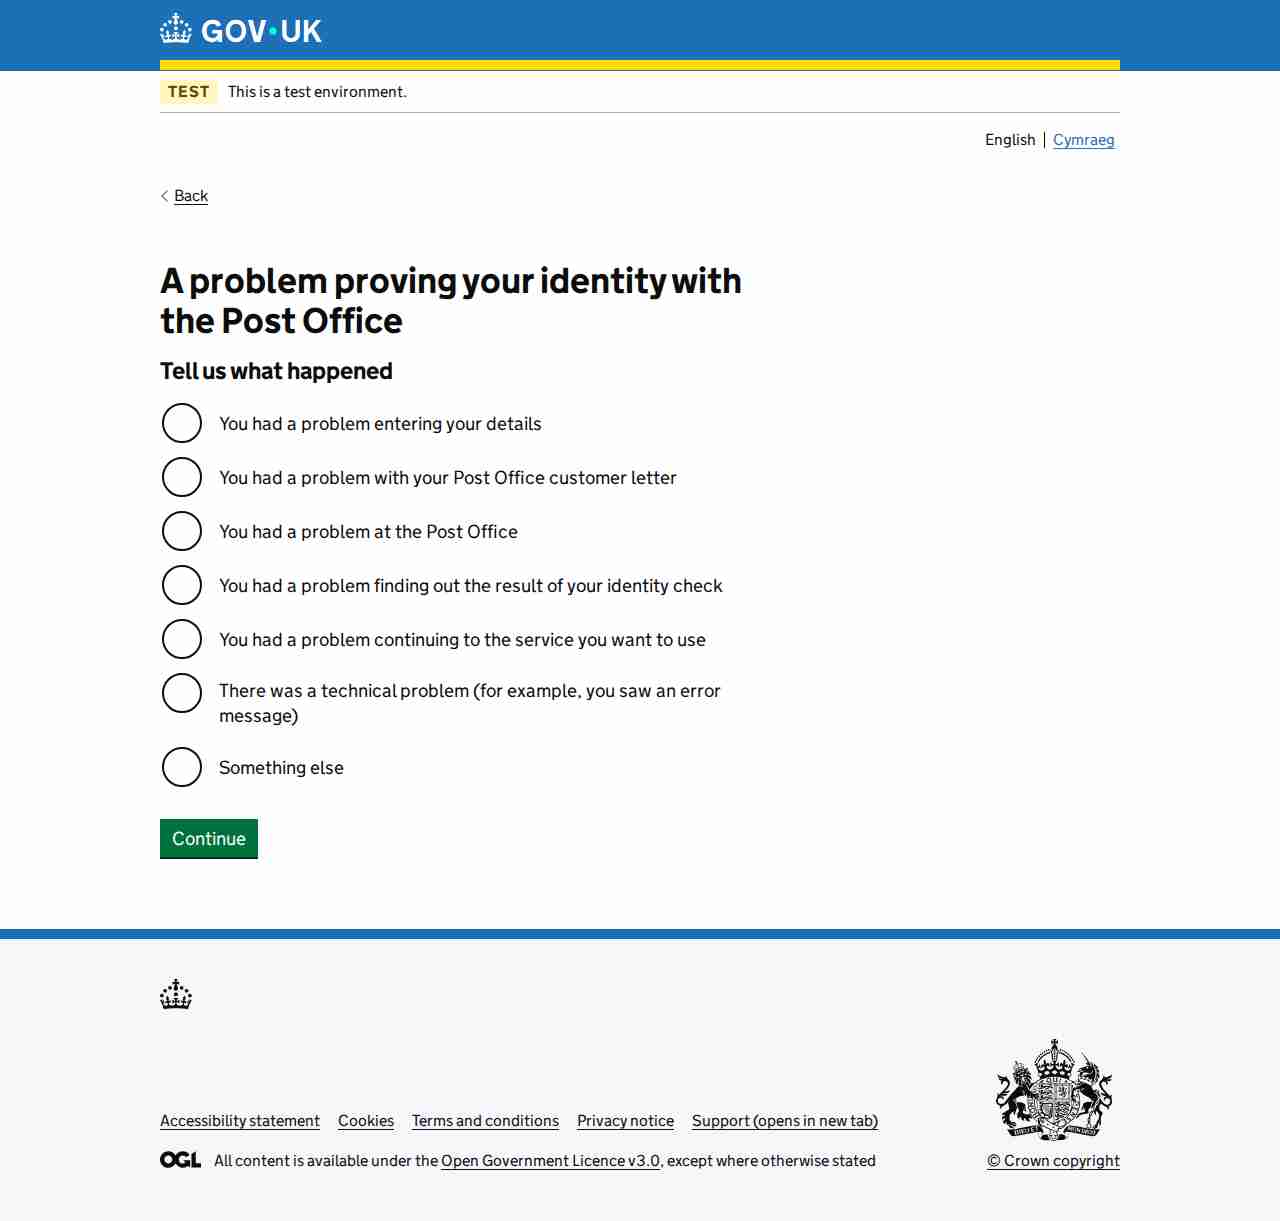 GOV·UK
TEST This is a test environment.
English Cymraeg
Back
A problem proving your identity with
the Post Office
Tell us what happened
You had a problem entering your details
You had a problem with your Post Office customer letter
You had a problem at the Post Office
You had a problem finding out the result of your identity check
You had a problem continuing to the service you want to use
There was a technical problem (for example, you saw an error
message)
Something else
Continue
Accessibility statement Cookies Terms and conditions Privacy notice Support (opens in new tab)
OGL All content is available under the Open Government Licence v3.0, except where otherwise stated
© Crown copyright